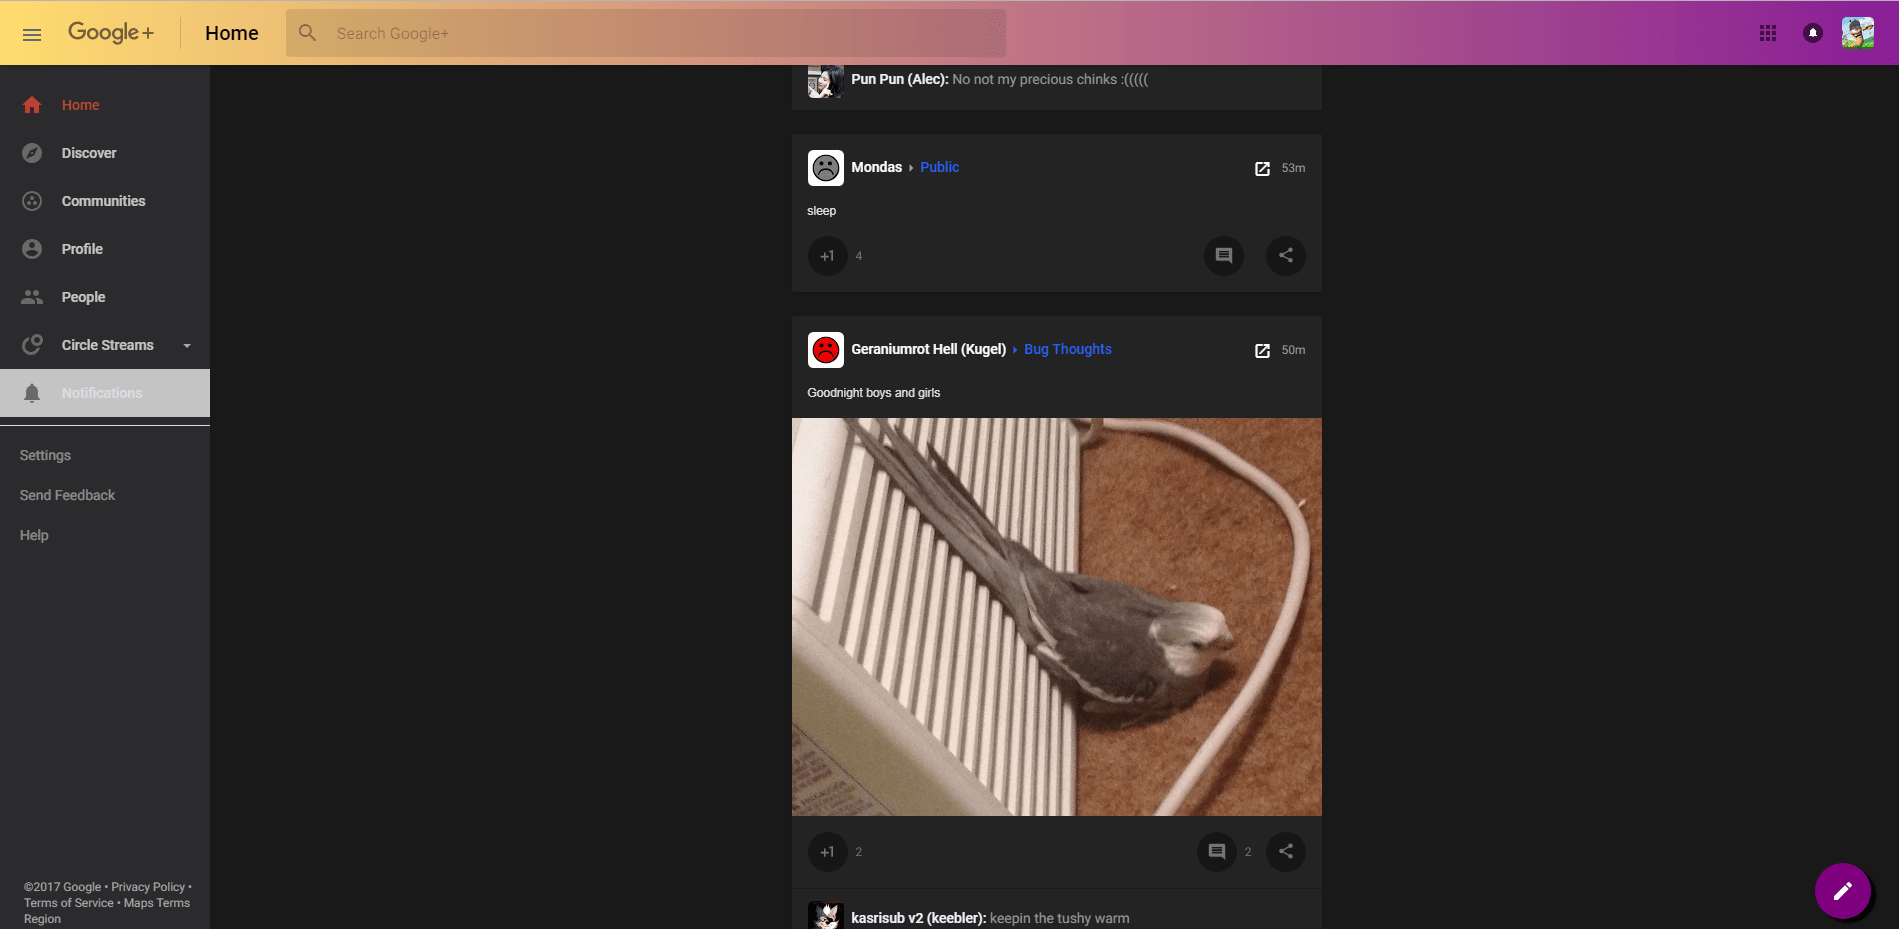 Google+
Home
Search Google+
Home
Discover
Communities
Profile
People
Circle Streams
Notifications
Settings
Send Feedback
Help
©2017 Google • Privacy Policy •
Terms of Service • Maps Terms
Region
Pun Pun (Alec): No not my precious chinks :(((((
Mondas Public
53m
sleep
+1 4
Geraniumrot Hell (Kugel) Bug Thoughts
50m
Goodnight boys and girls
+1 2
2
kasrisub v2 (keebler): keepin the tushy warm